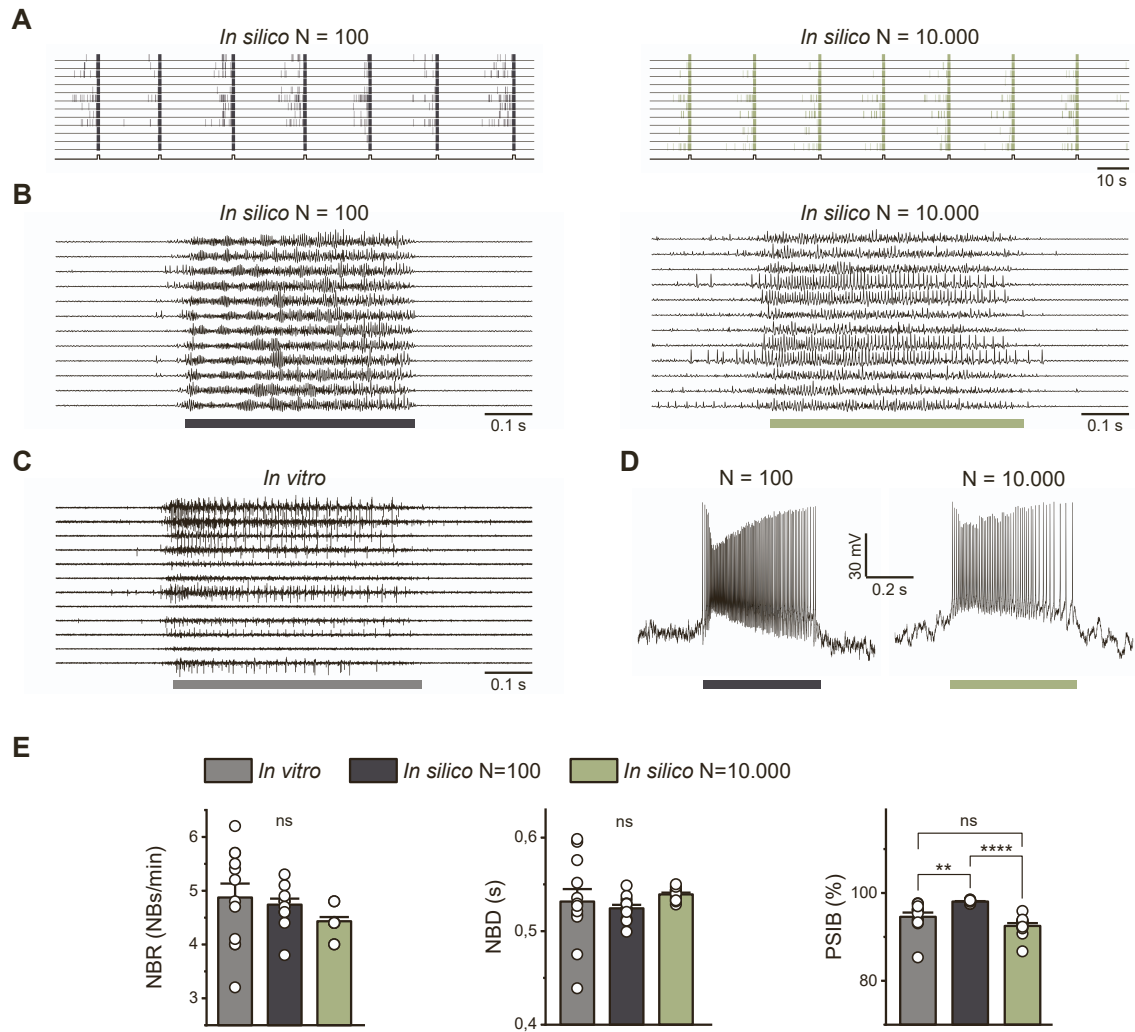 A
In silico N = 100
In silico N = 10.000
10 s
B
In silico N = 100
In silico N = 10.000
0.1 s
0.1 s
C
In vitro
0.1 s
D
N = 100
N = 10.000
30 mV
0.2 s
E
In vitro
In silico N=100
In silico N=10.000
NBR (NBs/min)
6
5
4
3
ns
NBD (s)
0,6
0,5
0,4
ns
PSIB (%)
100
80
ns
**
****